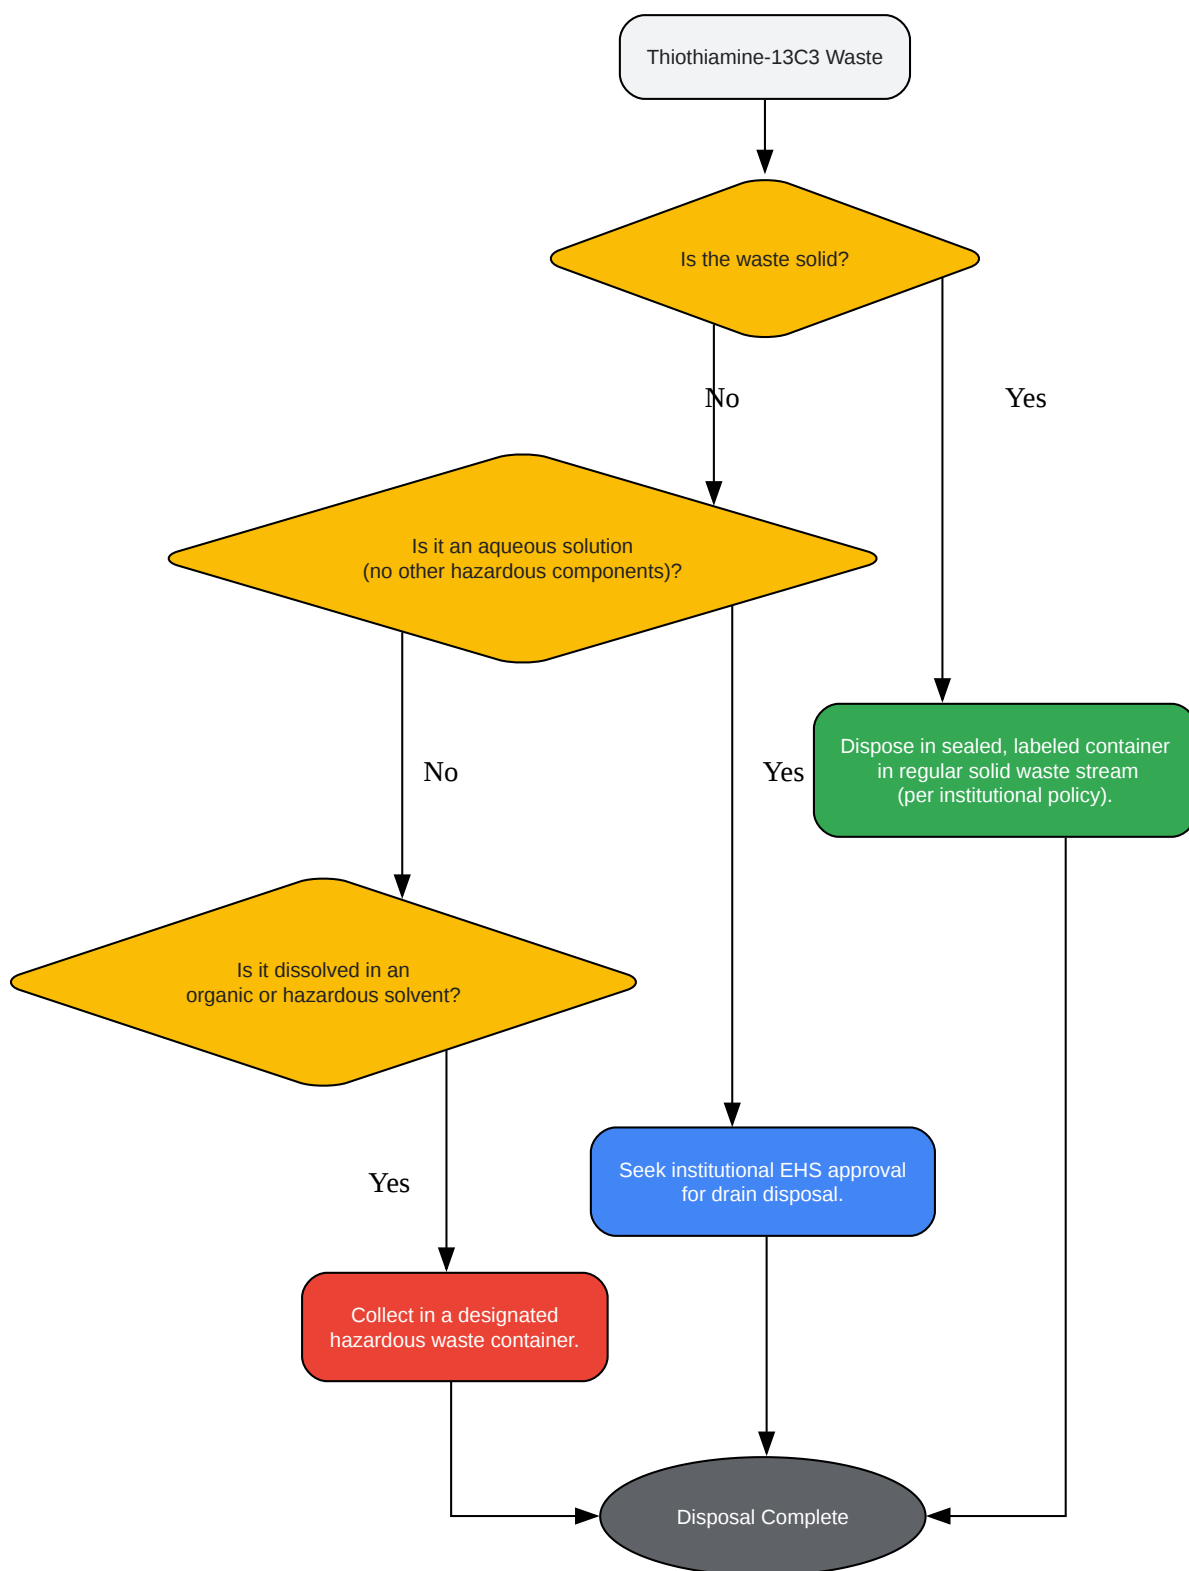 Thiothiamine-13C3 Waste
Is the waste solid?
No
Yes
Is it an aqueous solution
(no other hazardous components)?
No
Yes
Dispose in sealed, labeled container
in regular solid waste stream
(per institutional policy).
Is it dissolved in an
organic or hazardous solvent?
Yes
Seek institutional EHS approval
for drain disposal.
Collect in a designated
hazardous waste container.
Disposal Complete